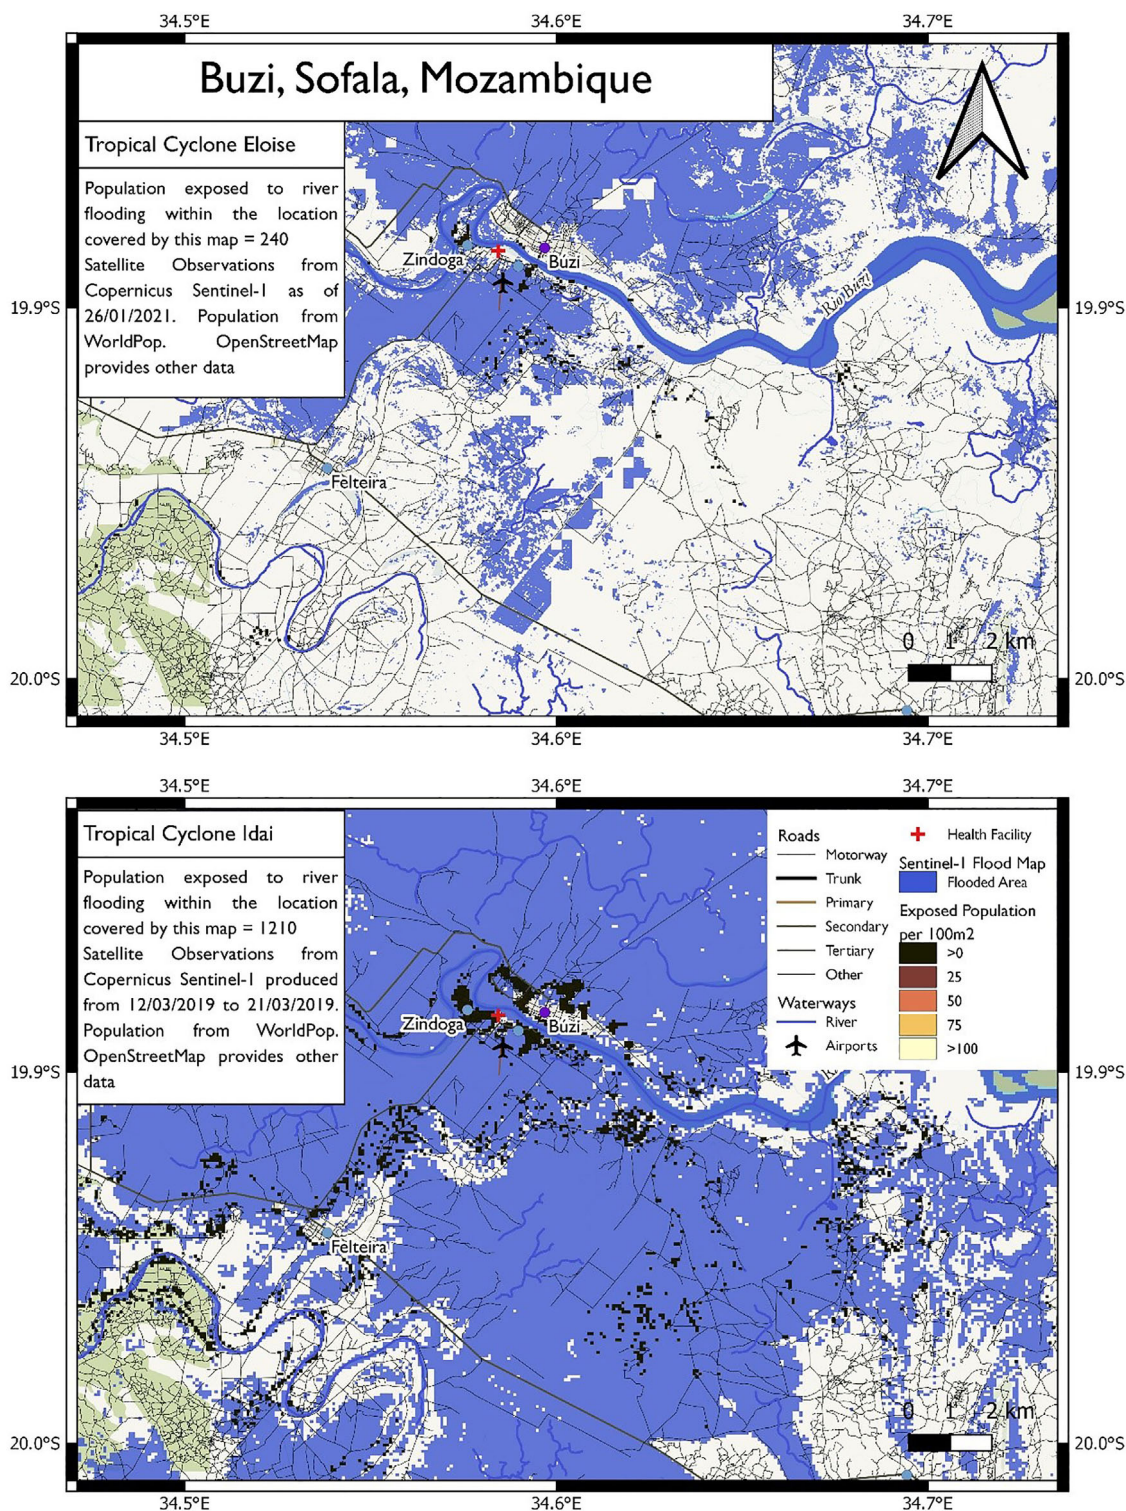 34.5°E 34.6°E 34.7°E
Buzi, Sofala, Mozambique
Tropical Cyclone Eloise
Population exposed to river
flooding within the location
covered by this map = 240
Satellite Observations from
Copernicus Sentinel-1 as of
26/01/2021. Population from
WorldPop. OpenStreetMap
provides other data
Zindoga
Buzi
Rio Buzi
19.9°S 19.9°S
Felteira
0 1 2 km
20.0°S 20.0°S
34.5°E 34.6°E 34.7°E
34.5°E 34.6°E 34.7°E
Tropical Cyclone Idai
Population exposed to river
flooding within the location
covered by this map = 1210
Satellite Observations from
Copernicus Sentinel-1 produced
from 12/03/2019 to 21/03/2019.
Population from WorldPop.
OpenStreetMap provides other
data
Roads
Motorway
Trunk
Primary
Secondary
Tertiary
Other
Waterways
River
Airports
Health Facility
Sentinel-1 Flood Map
Flooded Area
Exposed Population
per 100m2
>0
25
50
75
>100
Zindoga
Buzi
19.9°S 19.9°S
Felteira
0 1 2 km
20.0°S 20.0°S
34.5°E 34.6°E 34.7°E